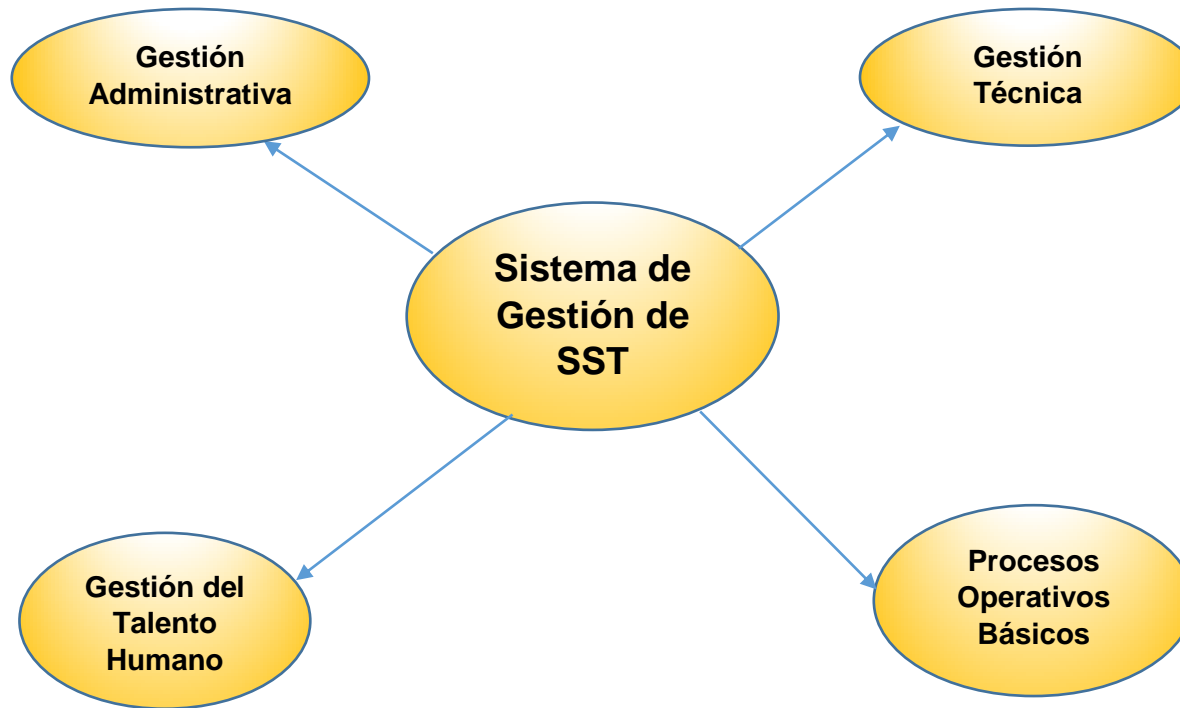 Gestión
Administrativa
Gestión
Técnica
Sistema de
Gestión de
SST
Gestión del
Talento
Humano
Procesos
Operativos
Básicos